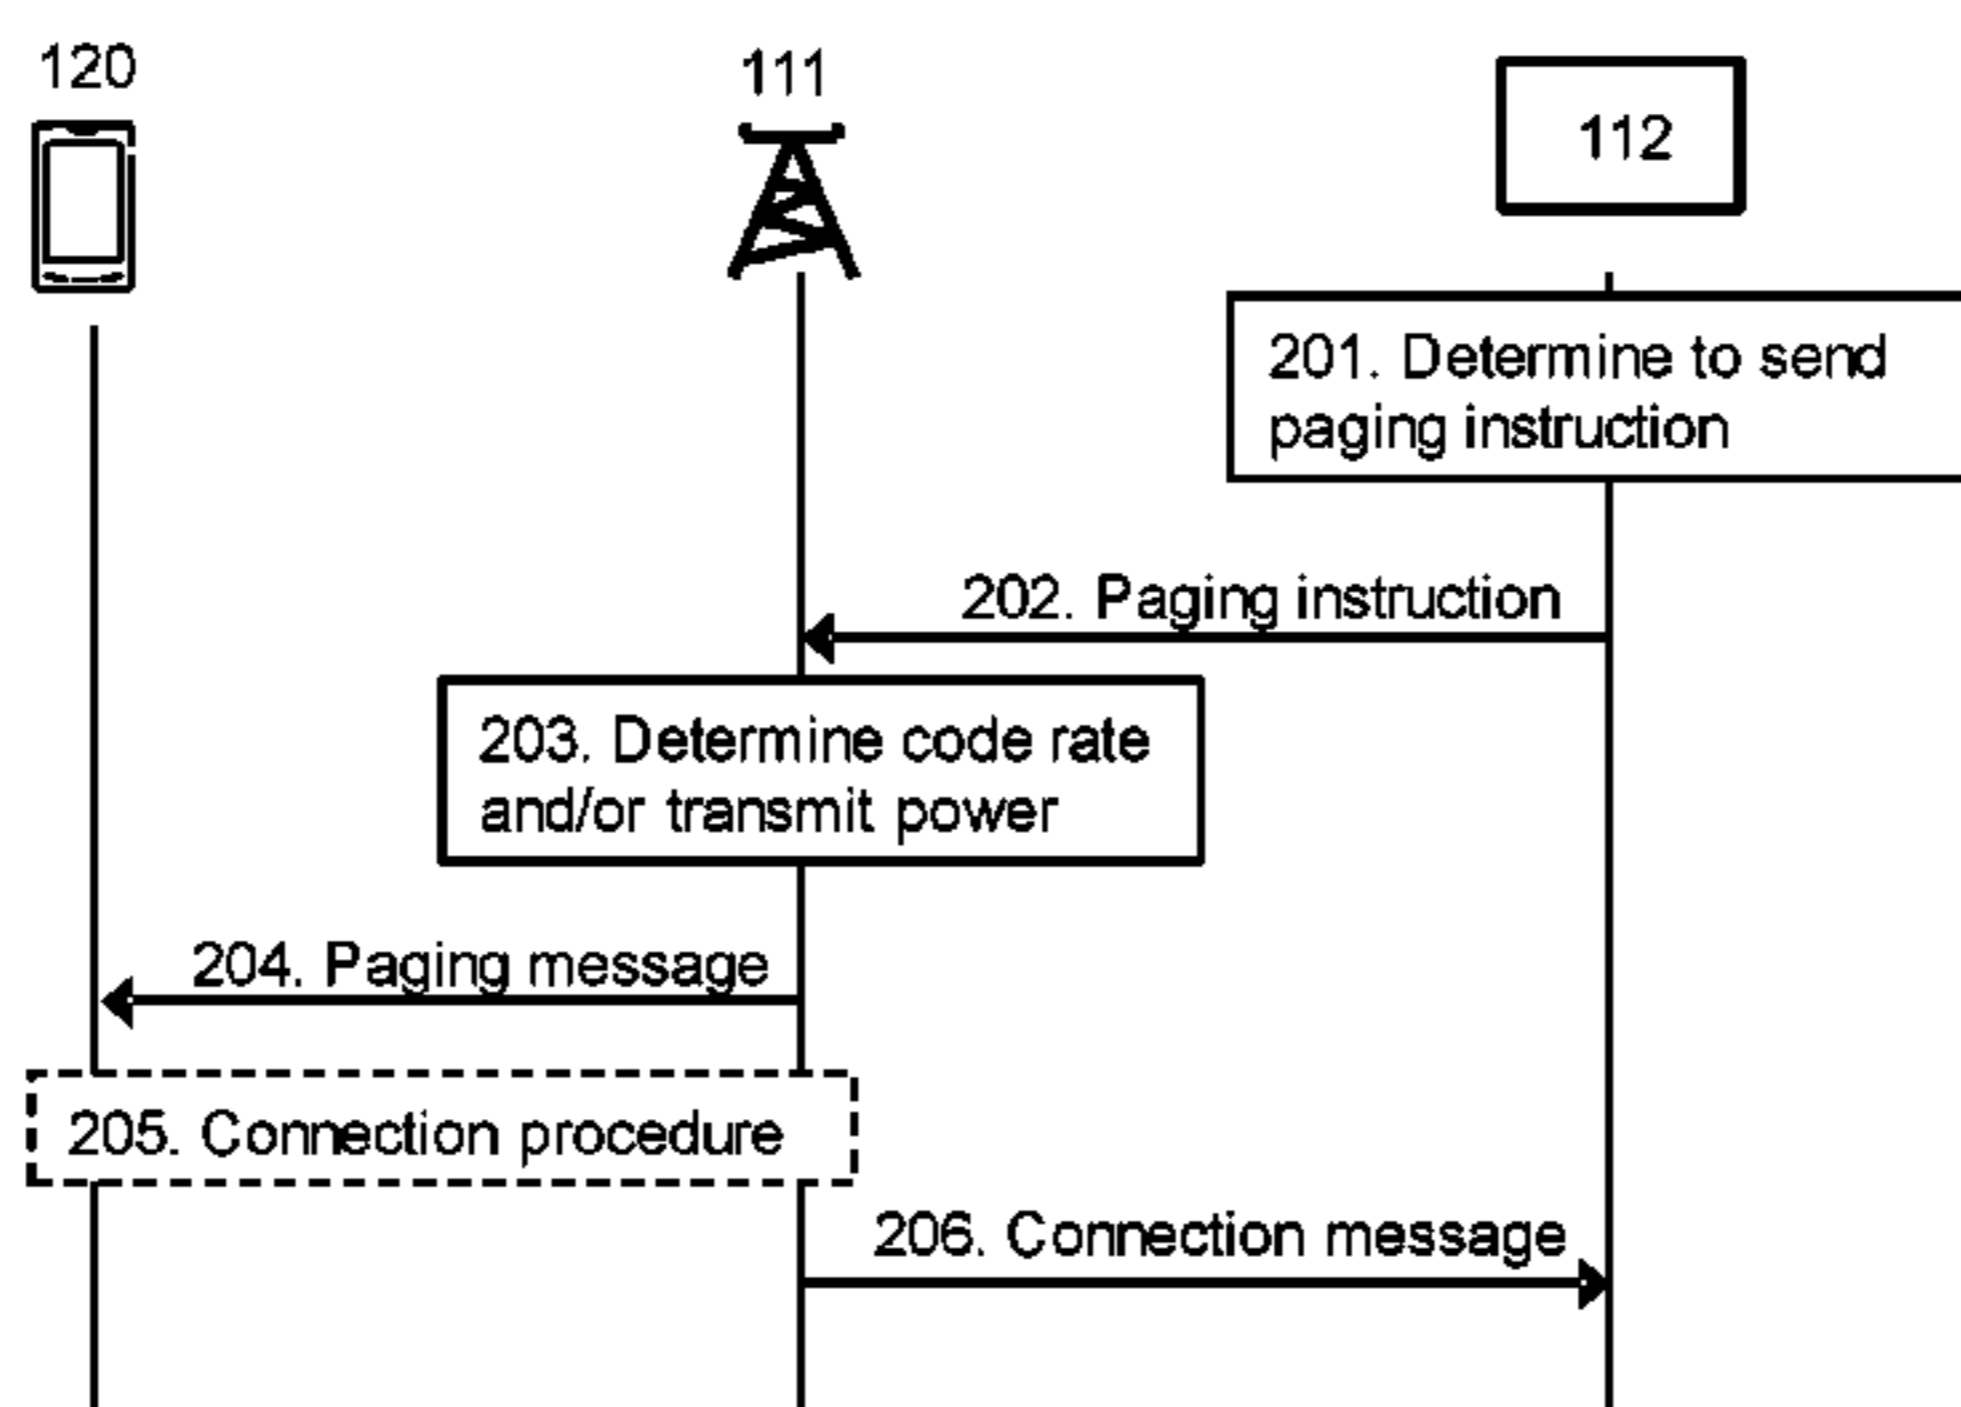 120
111
112
201. Determine to send
paging instruction
202. Paging instruction
203. Determine code rate
and/or transmit power
204. Paging message
205. Connection procedure
206. Connection message